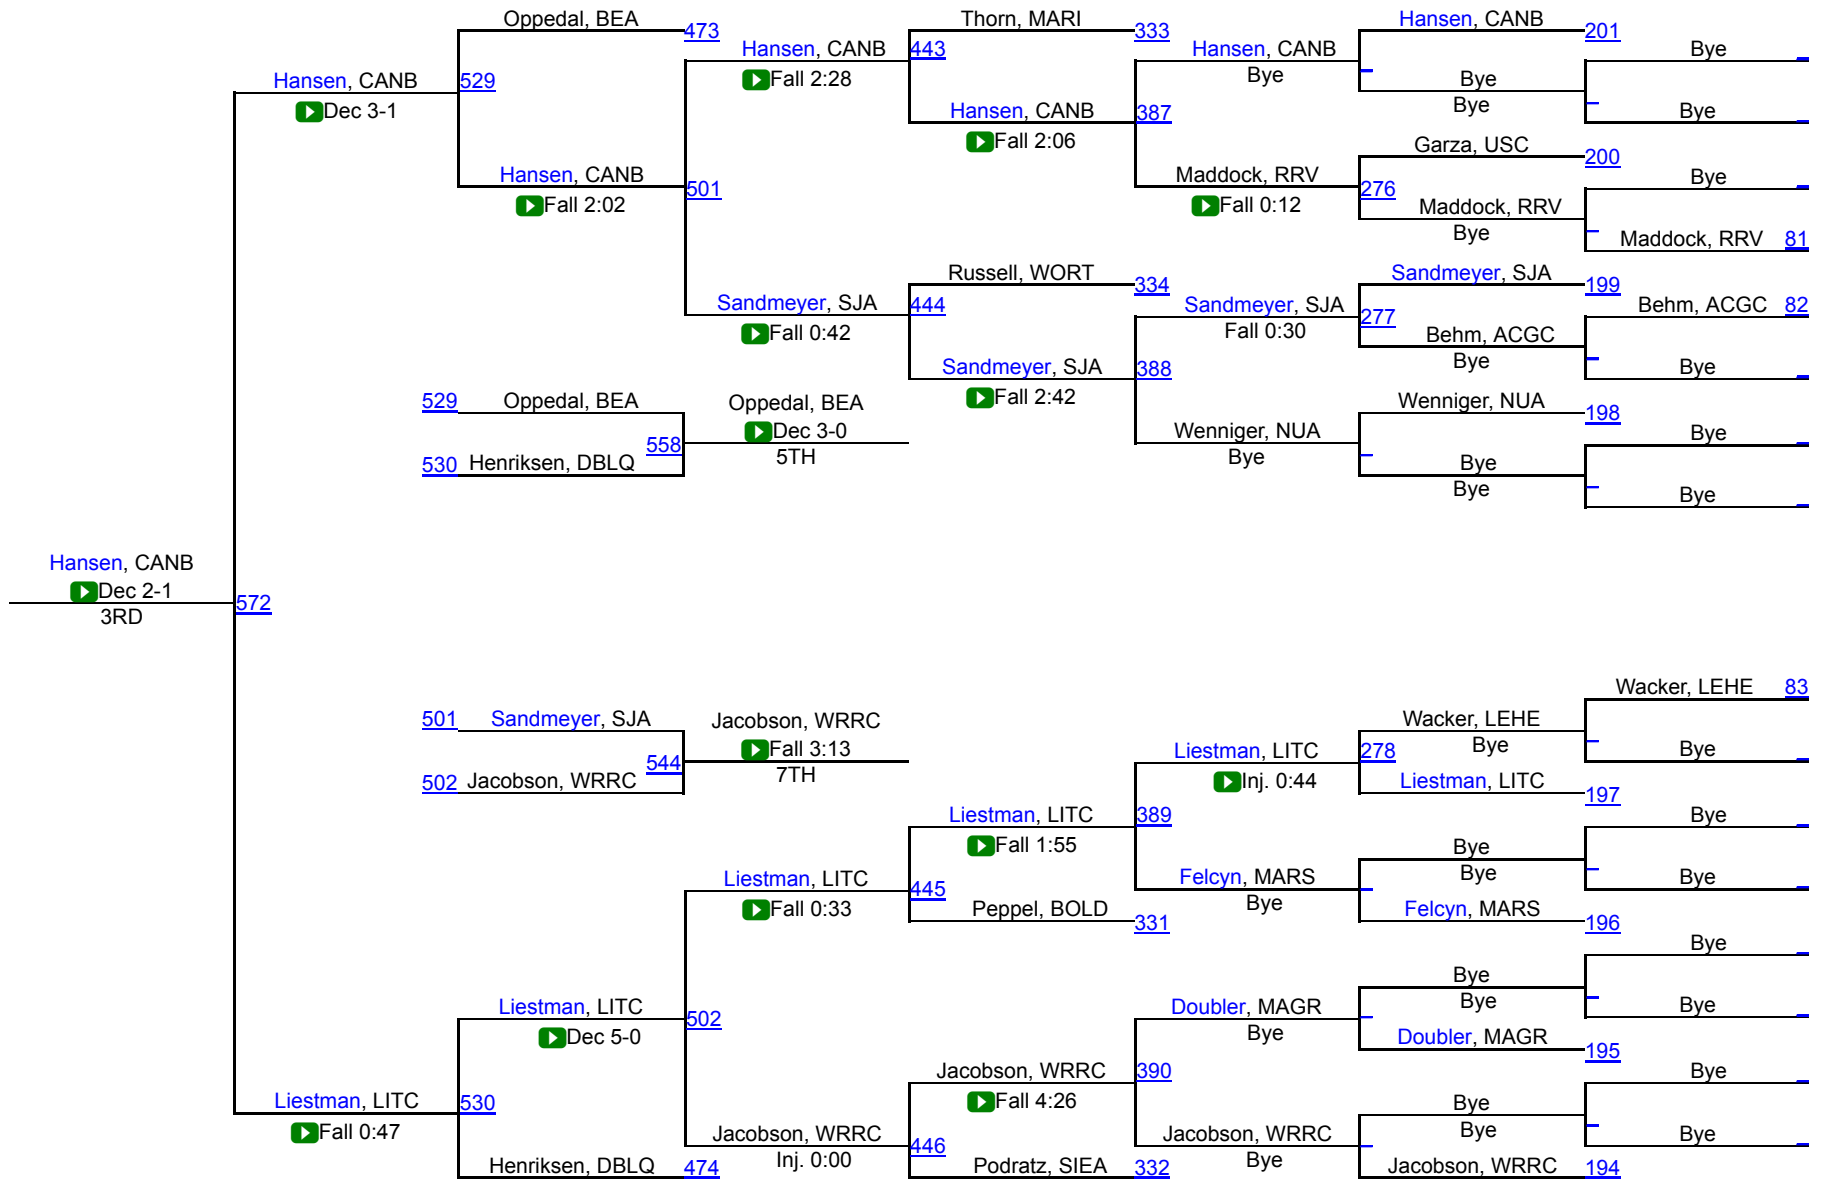 Oppedal, BEA
473
Thorn, MARI
333
Hansen, CANB
201
Hansen, CANB
443
Hansen, CANB
Bye
Fall 2:28
Bye
Bye
Bye
Hansen, CANB
529
Dec 3-1
Hansen, CANB
387
Fall 2:06
Bye
Garza, USC
200
Hansen, CANB
501
Fall 2:02
Maddock, RRV
276
Fall 0:12
Bye
Maddock, RRV
Bye
Maddock, RRV 81
Russell, WORT
334
Sandmeyer, SJA
199
Sandmeyer, SJA
444
Fall 0:42
Sandmeyer, SJA
277
Fall 0:30
Behm, ACGC 82
Behm, ACGC
Bye
Sandmeyer, SJA
388
Fall 2:42
Bye
529 Oppedal, BEA
Oppedal, BEA
Wenniger, NUA
198
558
Dec 3-0
5TH
Wenniger, NUA
Bye
Bye
530 Henriksen, DBLQ
Bye
Bye
Bye
Hansen, CANB
Dec 2-1
572
3RD
Wacker, LEHE 83
501 Sandmeyer, SJA
Jacobson, WRRC
Wacker, LEHE
Bye
544
Fall 3:13
7TH
Liestman, LITC
278
Inj. 0:44
Bye
502 Jacobson, WRRC
Liestman, LITC
197
Liestman, LITC
389
Fall 1:55
Bye
Bye
Bye
Liestman, LITC
445
Fall 0:33
Felcyn, MARS
Bye
Bye
Peppel, BOLD
331
Felcyn, MARS
196
Bye
Bye
Bye
Liestman, LITC
502
Dec 5-0
Doubler, MAGR
Bye
Bye
Doubler, MAGR
195
Jacobson, WRRC
390
Fall 4:26
Bye
Liestman, LITC
530
Fall 0:47
Bye
Bye
Jacobson, WRRC
446
Inj. 0:00
Jacobson, WRRC
Bye
Bye
Henriksen, DBLQ
474
Podratz, SIEA
332
Jacobson, WRRC
194